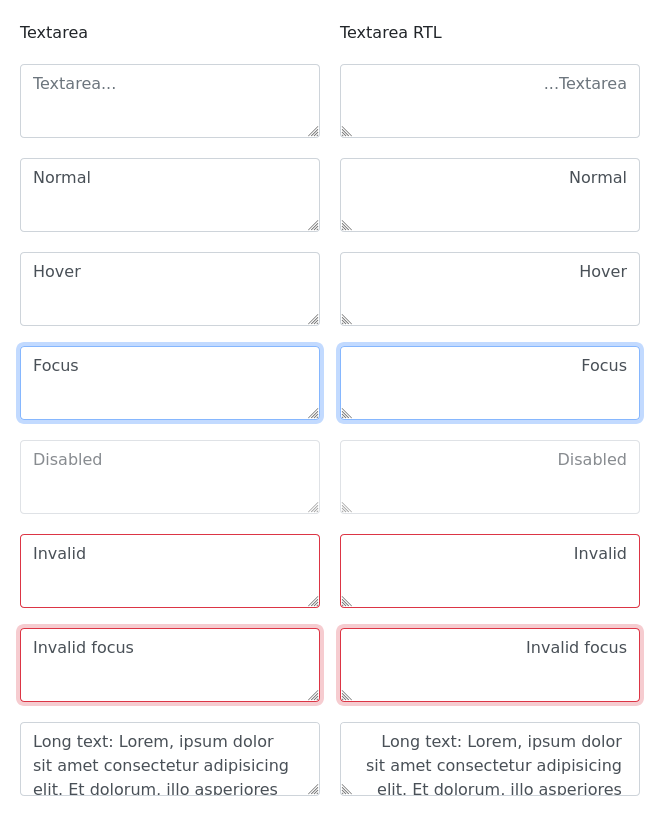 Textarea
Textarea RTL
Textarea...
...Textarea
Normal
Normal
Hover
Hover
Focus
Focus
Disabled
Disabled
Invalid
Invalid
Invalid focus
Invalid focus
Long text: Lorem, ipsum dolor
sit amet consectetur adipisicing
elit. Et dolorum, illo asperiores
Long text: Lorem, ipsum dolor
sit amet consectetur adipisicing
elit. Et dolorum, illo asperiores